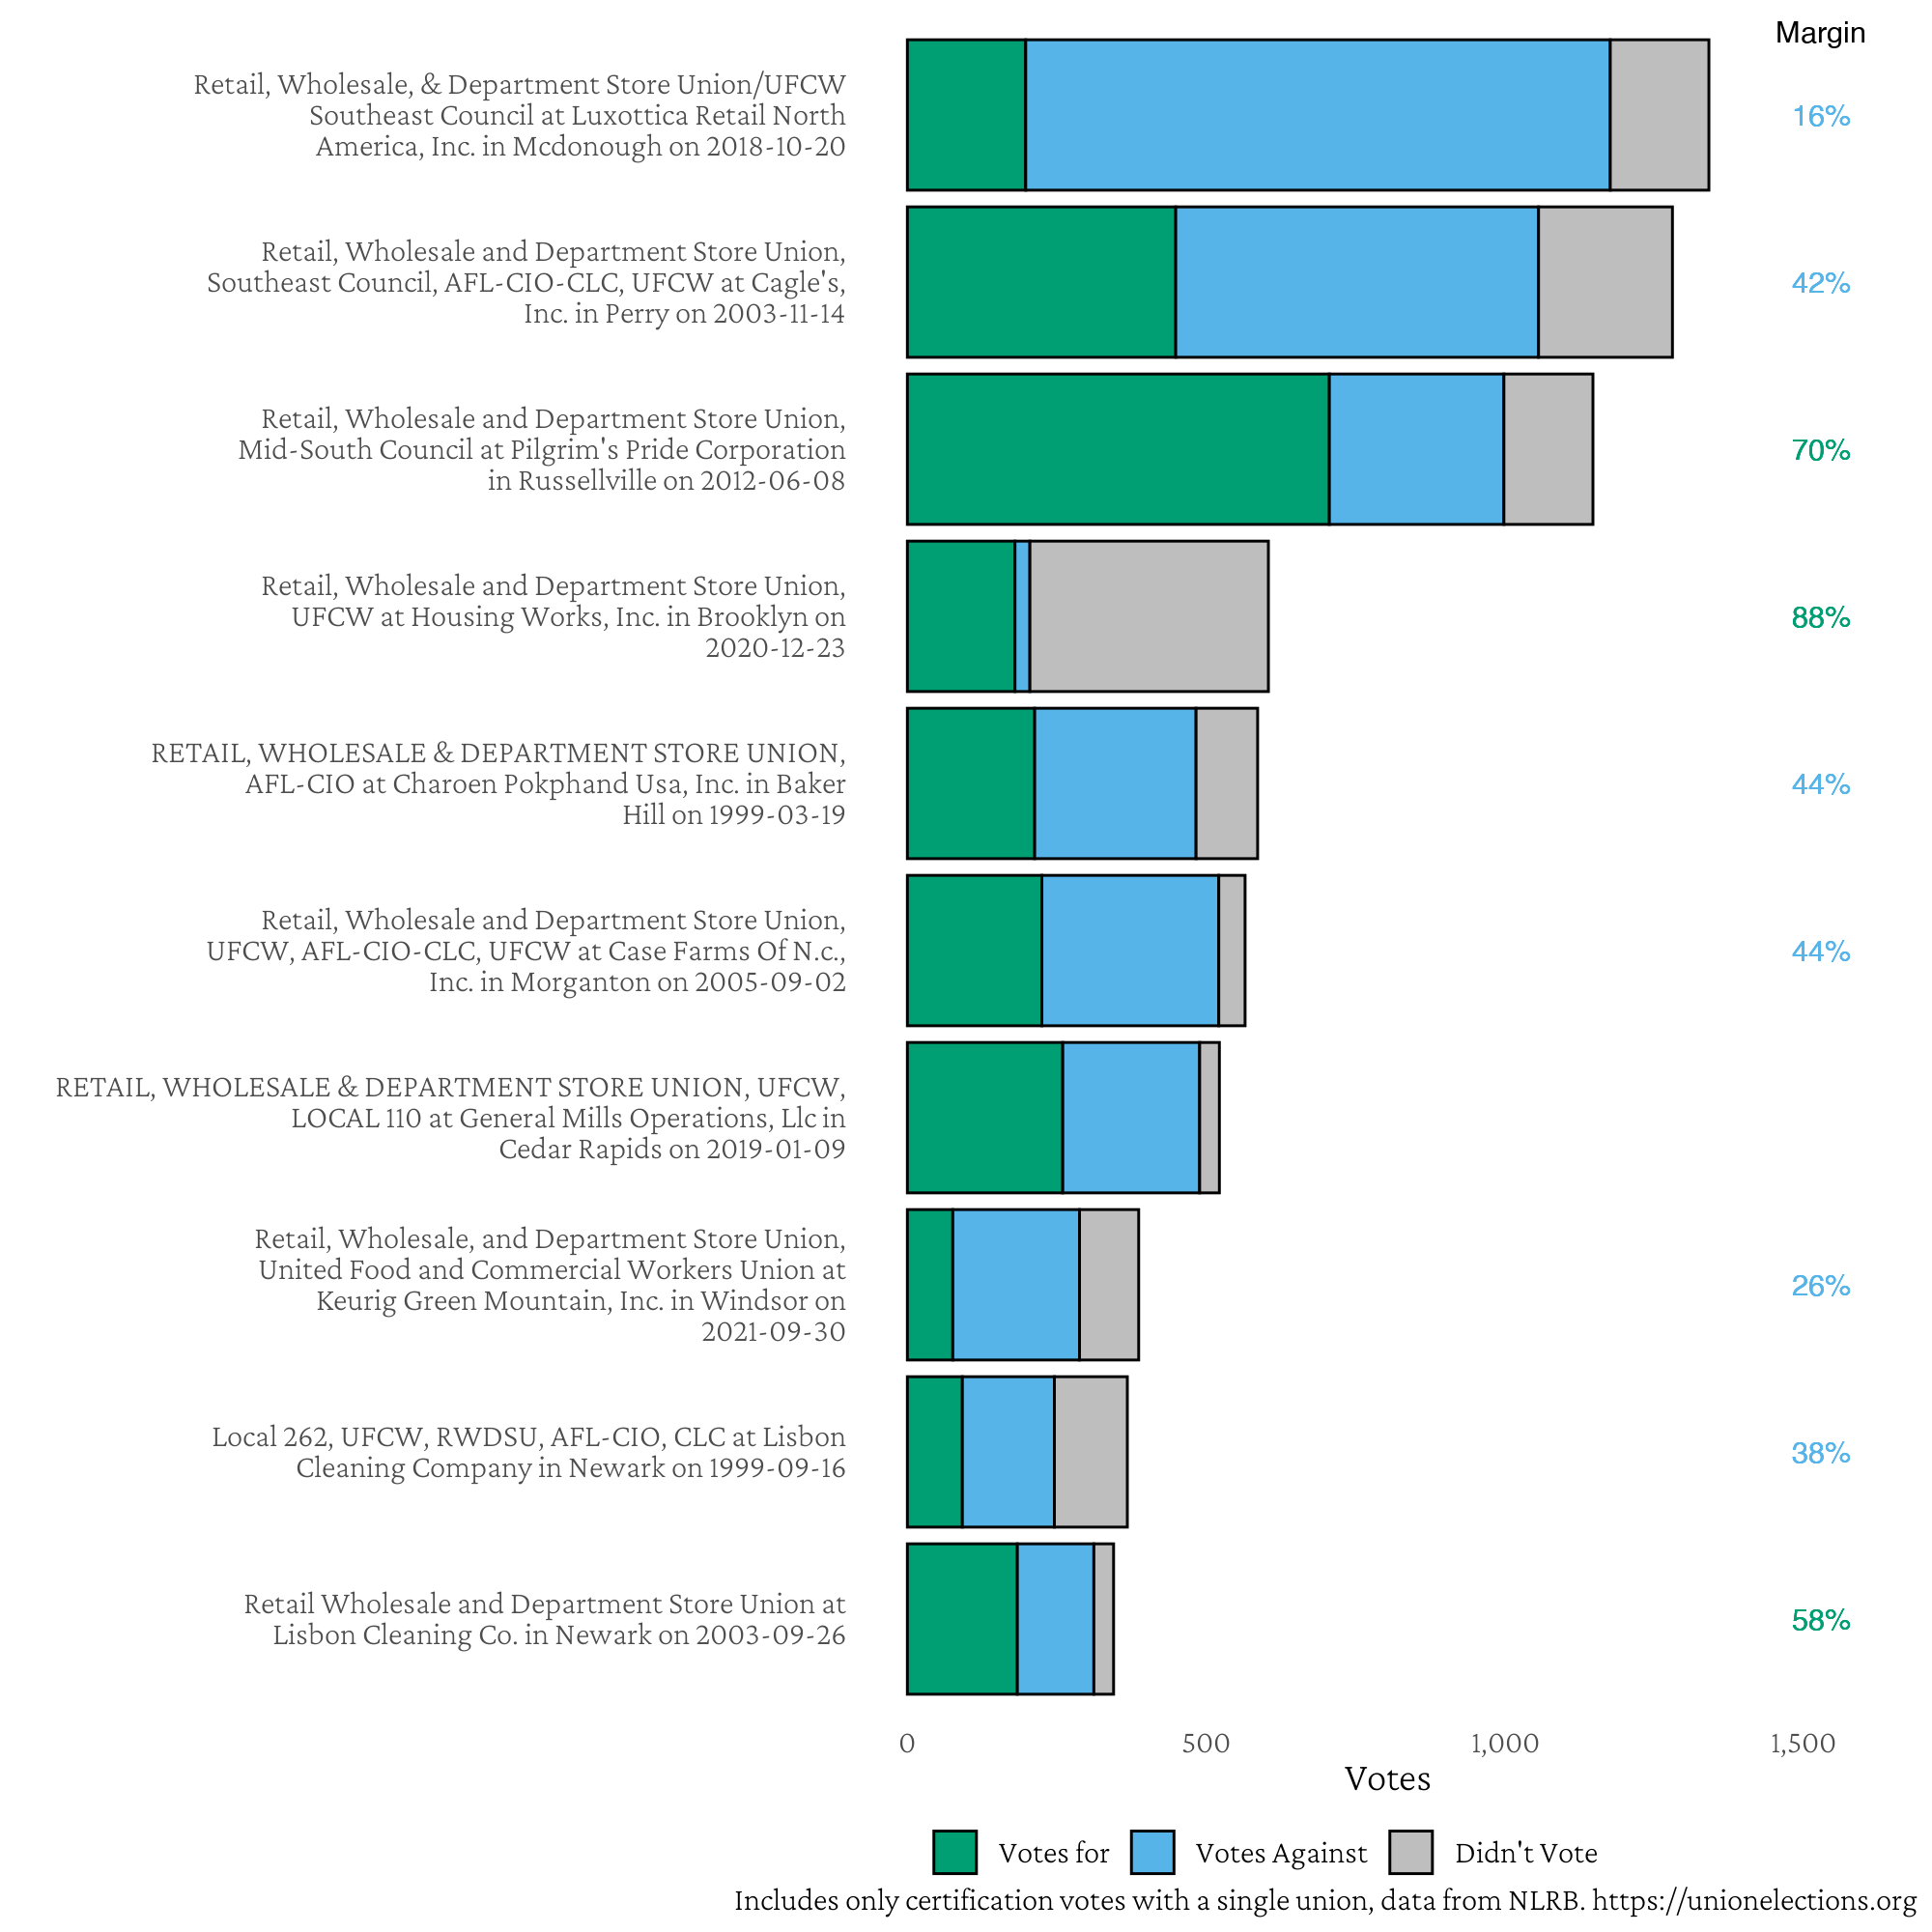 Margin
Retail, Wholesale, & Department Store Union/UFCW
Southeast Council at Luxottica Retail North
America, Inc. in Mcdonough on 2018-10-20
16%
Retail, Wholesale and Department Store Union,
Southeast Council, AFL-CIO-CLC, UFCW at Cagle's,
Inc. in Perry on 2003-11-14
42%
Retail, Wholesale and Department Store Union,
Mid-South Council at Pilgrim's Pride Corporation
in Russellville on 2012-06-08
70%
Retail, Wholesale and Department Store Union,
UFCW at Housing Works, Inc. in Brooklyn on
2020-12-23
88%
RETAIL, WHOLESALE & DEPARTMENT STORE UNION,
AFL-CIO at Charoen Pokphand Usa, Inc. in Baker
Hill on 1999-03-19
44%
Retail, Wholesale and Department Store Union,
UFCW, AFL-CIO-CLC, UFCW at Case Farms Of N.c.,
Inc. in Morganton on 2005-09-02
44%
RETAIL, WHOLESALE & DEPARTMENT STORE UNION, UFCW,
LOCAL 110 at General Mills Operations, Llc in
Cedar Rapids on 2019-01-09
Retail, Wholesale, and Department Store Union,
United Food and Commercial Workers Union at
Keurig Green Mountain, Inc. in Windsor on
2021-09-30
26%
Local 262, UFCW, RWDSU, AFL-CIO, CLC at Lisbon
Cleaning Company in Newark on 1999-09-16
38%
Retail Wholesale and Department Store Union at
Lisbon Cleaning Co. in Newark on 2003-09-26
58%
0 500 1,000 1,500
Votes
Votes for Votes Against Didn't Vote
Includes only certification votes with a single union, data from NLRB. https://unionelections.org